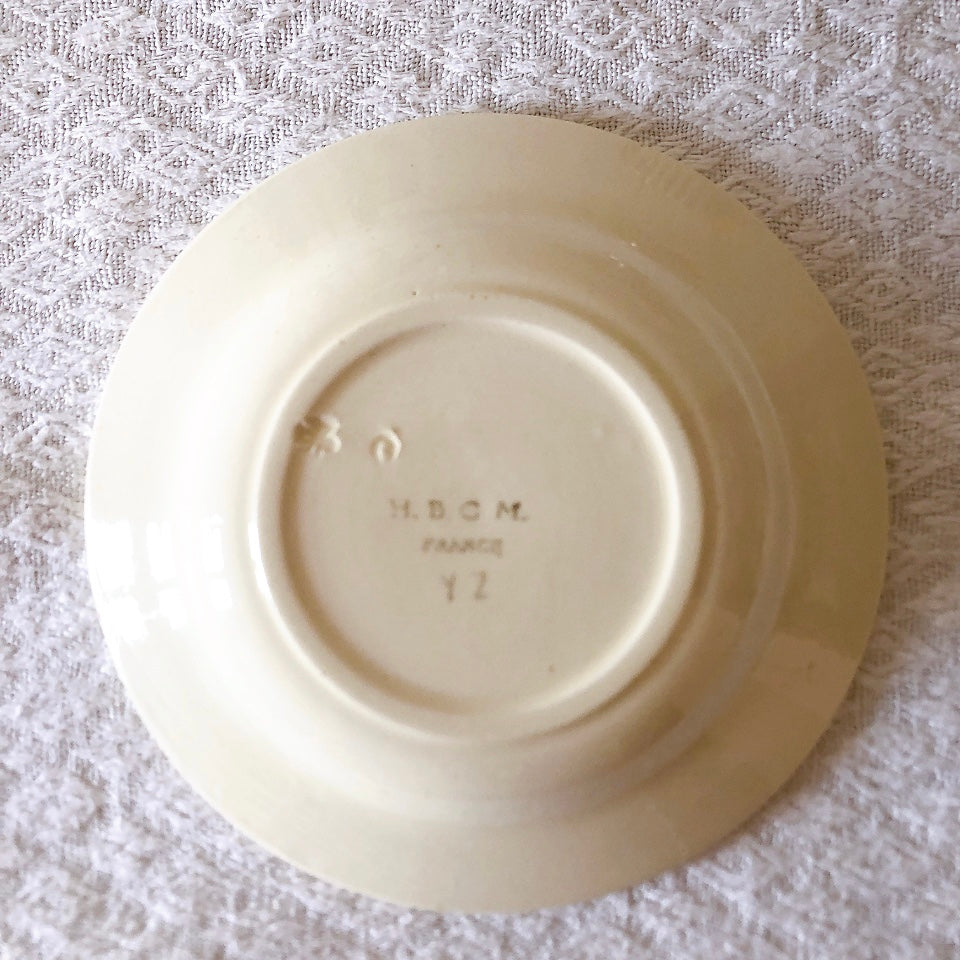 H. B. C M.
FRANCE
Y Z